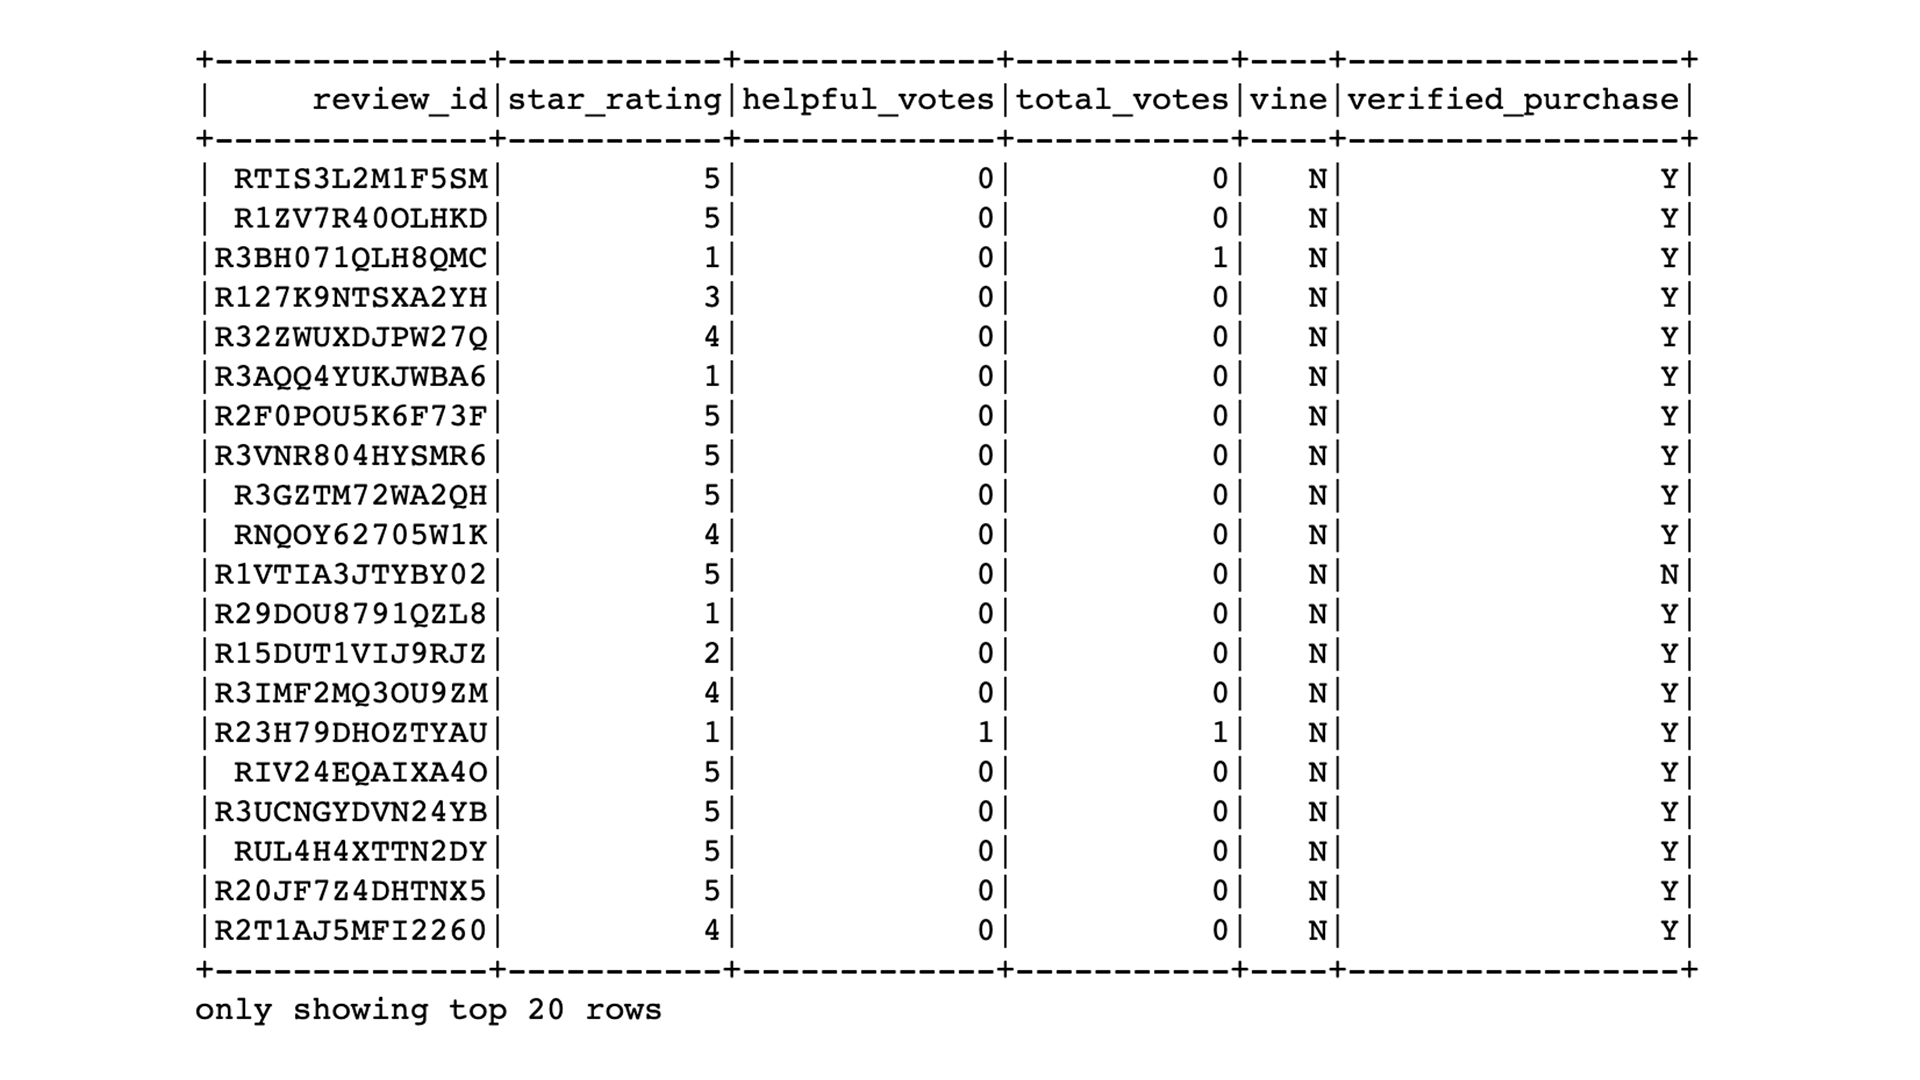 +--------------+-----------+-------------+-----------+----+-----------------+
|     review_id|star_rating|helpful_votes|total_votes|vine|verified_purchase|
+--------------+-----------+-------------+-----------+----+-----------------+
| RTIS3L2M1F5SM|          5|            0|          0|   N|                Y|
| R1ZV7R40OLHKD|          5|            0|          0|   N|                Y|
|R3BH071QLH8QMC|          1|            0|          1|   N|                Y|
|R127K9NTSXA2YH|          3|            0|          0|   N|                Y|
|R32ZWUXDJPW27Q|          4|            0|          0|   N|                Y|
|R3AQQ4YUKJWBA6|          1|            0|          0|   N|                Y|
|R2F0POU5K6F73F|          5|            0|          0|   N|                Y|
|R3VNR804HYSMR6|          5|            0|          0|   N|                Y|
| R3GZTM72WA2QH|          5|            0|          0|   N|                Y|
| RNQOY62705W1K|          4|            0|          0|   N|                Y|
|R1VTIA3JTYBY02|          5|            0|          0|   N|                N|
|R29DOU8791QZL8|          1|            0|          0|   N|                Y|
|R15DUT1VIJ9RJZ|          2|            0|          0|   N|                Y|
|R3IMF2MQ3OU9ZM|          4|            0|          0|   N|                Y|
|R23H79DHOZTYAU|          1|            1|          1|   N|                Y|
| RIV24EQAIXA4O|          5|            0|          0|   N|                Y|
|R3UCNGYDVN24YB|          5|            0|          0|   N|                Y|
| RUL4H4XTTN2DY|          5|            0|          0|   N|                Y|
|R20JF7Z4DHTNX5|          5|            0|          0|   N|                Y|
|R2T1AJ5MFI2260|          4|            0|          0|   N|                Y|
+--------------+-----------+-------------+-----------+----+-----------------+
only showing top 20 rows